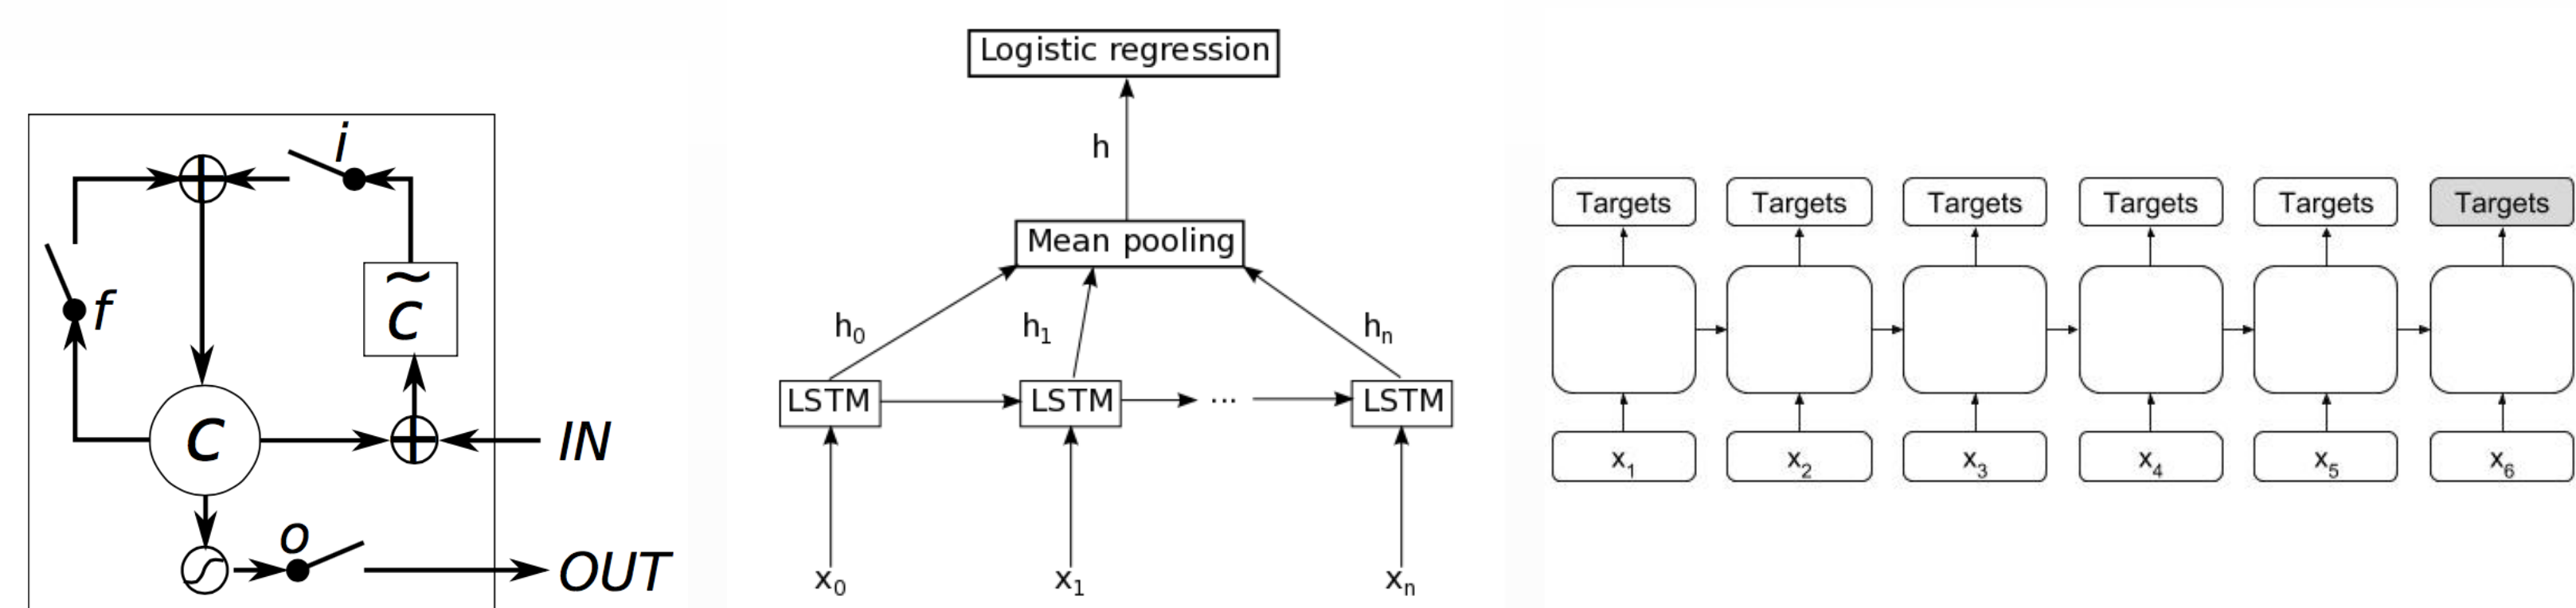 i
f
c̃
c
IN
o
OUT
Logistic regression
h
Mean pooling
h₀ h₁ hₙ
LSTM LSTM ... LSTM
x₀ x₁ xₙ
Targets Targets Targets Targets Targets Targets
x₁ x₂ x₃ x₄ x₅ x₆